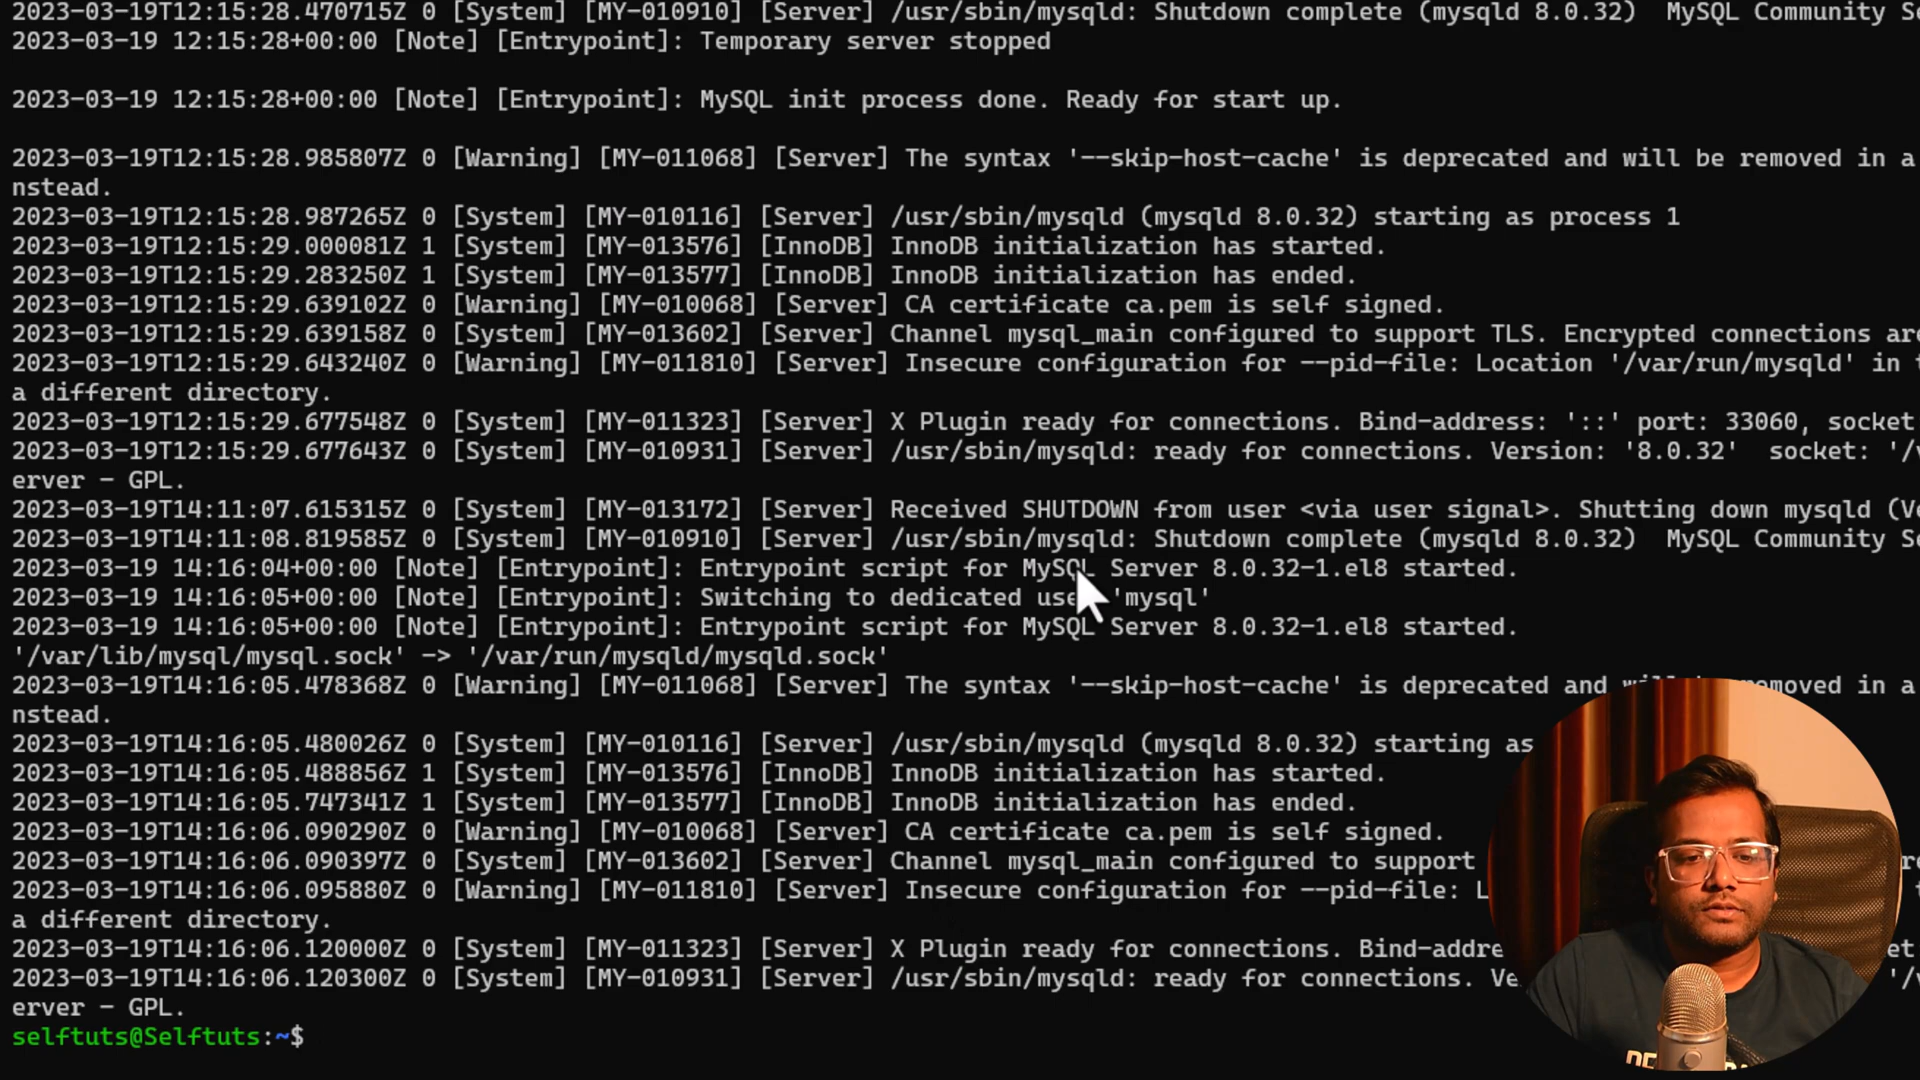 2023-03-19T12:15:28.470715Z 0 [System] [MY-010910] [Server] /usr/sbin/mysqld: Shutdown complete (mysqld 8.0.32)  MySQL Community Se
2023-03-19 12:15:28+00:00 [Note] [Entrypoint]: Temporary server stopped
2023-03-19 12:15:28+00:00 [Note] [Entrypoint]: MySQL init process done. Ready for start up.
2023-03-19T12:15:28.985807Z 0 [Warning] [MY-011068] [Server] The syntax '--skip-host-cache' is deprecated and will be removed in a
nstead.
2023-03-19T12:15:28.987265Z 0 [System] [MY-010116] [Server] /usr/sbin/mysqld (mysqld 8.0.32) starting as process 1
2023-03-19T12:15:29.000081Z 1 [System] [MY-013576] [InnoDB] InnoDB initialization has started.
2023-03-19T12:15:29.283250Z 1 [System] [MY-013577] [InnoDB] InnoDB initialization has ended.
2023-03-19T12:15:29.639102Z 0 [Warning] [MY-010068] [Server] CA certificate ca.pem is self signed.
2023-03-19T12:15:29.639158Z 0 [System] [MY-013602] [Server] Channel mysql_main configured to support TLS. Encrypted connections are
2023-03-19T12:15:29.643240Z 0 [Warning] [MY-011810] [Server] Insecure configuration for --pid-file: Location '/var/run/mysqld' in
a different directory.
2023-03-19T12:15:29.677548Z 0 [System] [MY-011323] [Server] X Plugin ready for connections. Bind-address: '::' port: 33060, socket
2023-03-19T12:15:29.677643Z 0 [System] [MY-010931] [Server] /usr/sbin/mysqld: ready for connections. Version: '8.0.32'  socket: '/v
erver - GPL.
2023-03-19T14:11:07.615315Z 0 [System] [MY-013172] [Server] Received SHUTDOWN from user <via user signal>. Shutting down mysqld (Ve
2023-03-19T14:11:08.819585Z 0 [System] [MY-010910] [Server] /usr/sbin/mysqld: Shutdown complete (mysqld 8.0.32)  MySQL Community Se
2023-03-19 14:16:04+00:00 [Note] [Entrypoint]: Entrypoint script for MySQL Server 8.0.32-1.el8 started.
2023-03-19 14:16:05+00:00 [Note] [Entrypoint]: Switching to dedicated user 'mysql'
2023-03-19 14:16:05+00:00 [Note] [Entrypoint]: Entrypoint script for MySQL Server 8.0.32-1.el8 started.
'/var/lib/mysql/mysql.sock' -> '/var/run/mysqld/mysqld.sock'
2023-03-19T14:16:05.478368Z 0 [Warning] [MY-011068] [Server] The syntax '--skip-host-cache' is deprecated and will be removed in a
nstead.
2023-03-19T14:16:05.480026Z 0 [System] [MY-010116] [Server] /usr/sbin/mysqld (mysqld 8.0.32) starting as
2023-03-19T14:16:05.488856Z 1 [System] [MY-013576] [InnoDB] InnoDB initialization has started.
2023-03-19T14:16:05.747341Z 1 [System] [MY-013577] [InnoDB] InnoDB initialization has ended.
2023-03-19T14:16:06.090290Z 0 [Warning] [MY-010068] [Server] CA certificate ca.pem is self signed.
2023-03-19T14:16:06.090397Z 0 [System] [MY-013602] [Server] Channel mysql_main configured to support
2023-03-19T14:16:06.095880Z 0 [Warning] [MY-011810] [Server] Insecure configuration for --pid-file:
a different directory.
2023-03-19T14:16:06.120000Z 0 [System] [MY-011323] [Server] X Plugin ready for connections. Bind-addre
2023-03-19T14:16:06.120300Z 0 [System] [MY-010931] [Server] /usr/sbin/mysqld: ready for connections. Ve
erver - GPL.
selftuts@Selftuts:~$